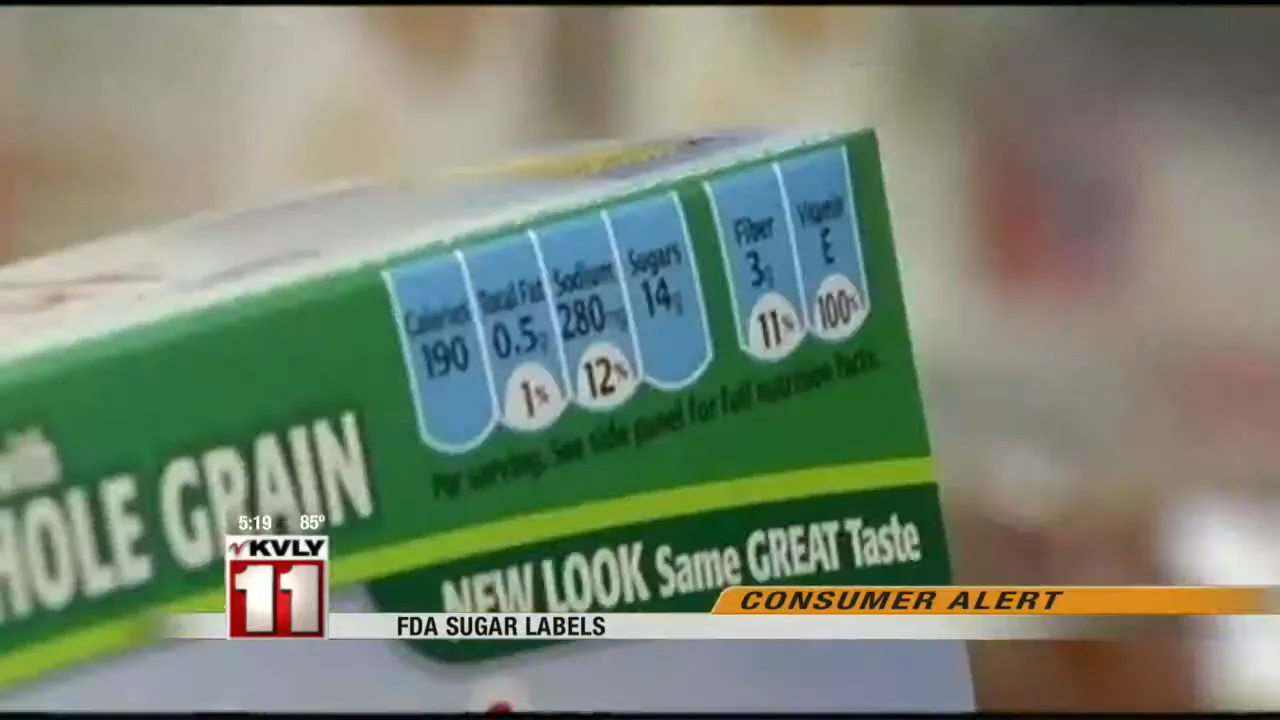 Calories Total Fat Sodium Sugars Fiber Vitamin
190 0.5g 280mg 14g 3g E
1% 12% 11% 100%
Per serving. See side panel for full nutrition facts.
with
WHOLE GRAIN
NEW LOOK Same GREAT Taste
5:19 85°
KVLY
11
CONSUMER ALERT
FDA SUGAR LABELS